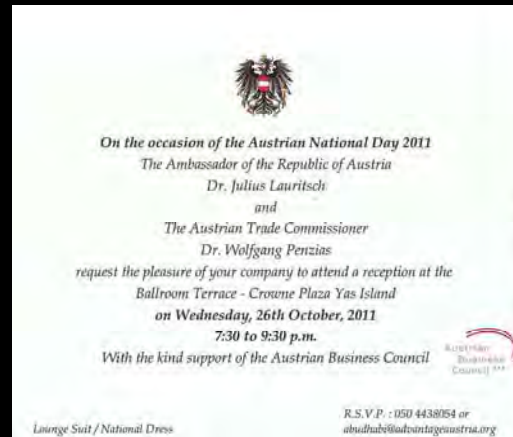 On the occasion of the Austrian National Day 2011
The Ambassador of the Republic of Austria
Dr. Julius Lauritsch
and
The Austrian Trade Commissioner
Dr. Wolfgang Penzias
request the pleasure of your company to attend a reception at the
Ballroom Terrace - Crowne Plaza Yas Island
on Wednesday, 26th October, 2011
7:30 to 9:30 p.m.
With the kind support of the Austrian Business Council
Austrian
Business
Council
R.S.V.P. : 050 4438054 or
Lounge Suit / National Dress
abudhabi@advantageaustria.org